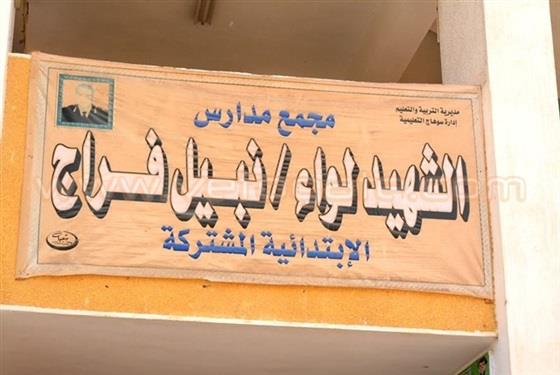 مديرية التربية والتعليم
إدارة سوهاج التعليمية
مجمع مدارس
الشهيد لواء / نبيل فراج
الإبتدائية المشتركة